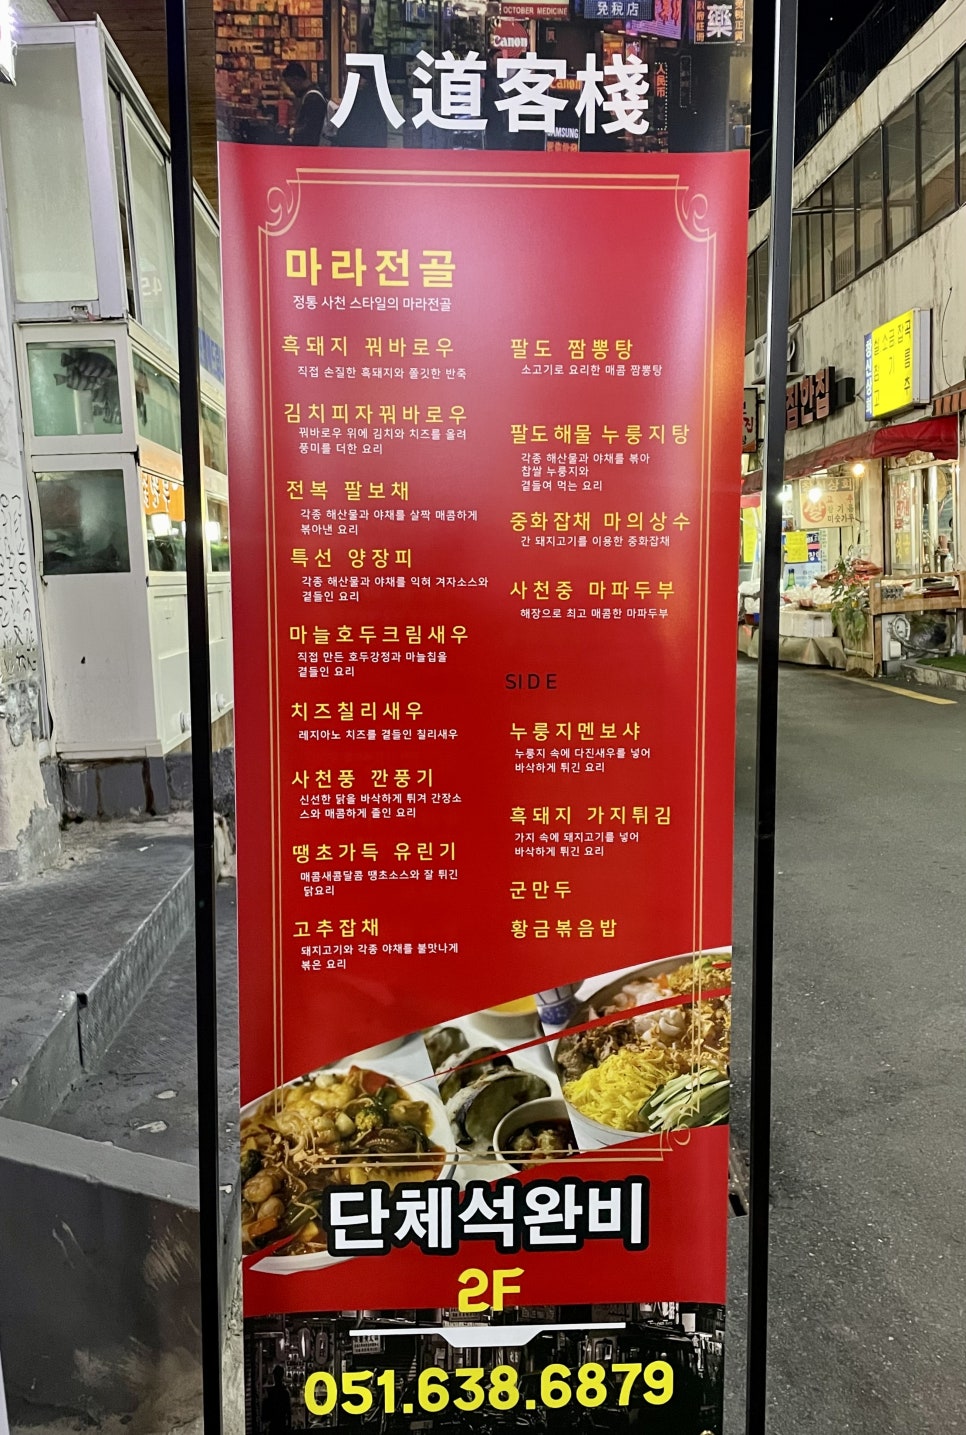 OCTOBER MEDICINE
免税店
Canon
藥
人民币
SAMSUNG
八道客栈
마라전골
정통 사천 스타일의 마라전골
흑돼지 꿔바로우
직접 손질한 흑돼지와 쫄깃한 반죽
김치피자꿔바로우
꿔바로우 위에 김치와 치즈를 올려
풍미를 더한 요리
전복 팔보채
각종 해산물과 야채를 살짝 매콤하게
볶아낸 요리
특선 양장피
각종 해산물과 야채를 익혀 겨자소스와
곁들인 요리
마늘호두크림새우
직접 만든 호두강정과 마늘칩을
곁들인 요리
치즈칠리새우
레지아노 치즈를 곁들인 칠리새우
사천풍 깐풍기
신선한 닭을 바삭하게 튀겨 간장소
스와 매콤하게 졸인 요리
땡초가득 유린기
매콤새콤달콤 땡초소스와 잘 튀긴
닭요리
고추잡채
돼지고기와 각종 야채를 불맛나게
볶은 요리
팔도 짬뽕탕
소고기로 요리한 매콤 짬뽕탕
팔도해물 누룽지탕
각종 해산물과 야채를 볶아
찹쌀 누룽지와
곁들여 먹는 요리
중화잡채 마의상수
간 돼지고기를 이용한 중화잡채
사천중 마파두부
해장으로 최고 매콤한 마파두부
SIDE
누룽지멘보샤
누룽지 속에 다진새우를 넣어
바삭하게 튀긴 요리
흑돼지 가지튀김
가지 속에 돼지고기를 넣어
바삭하게 튀긴 요리
군만두
황금볶음밥
단체석완비
2F
051.638.6879